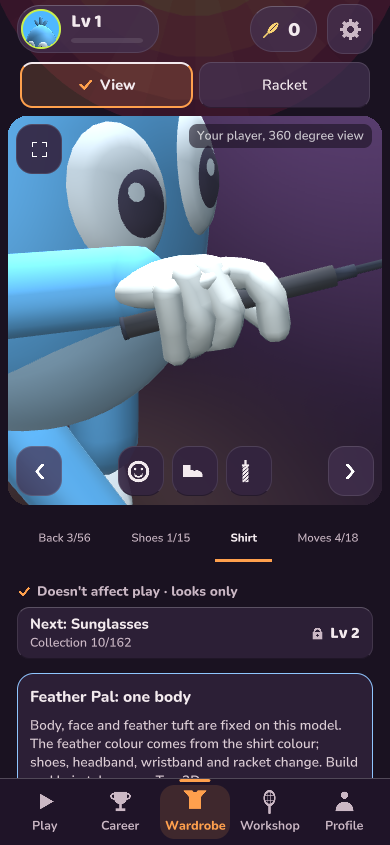 Lv 1
0
View
Racket
Your player, 360 degree view
Back 3/56
Shoes 1/15
Shirt
Moves 4/18
Doesn't affect play · looks only
Next: Sunglasses
Collection 10/162
Lv 2
Feather Pal: one body
Body, face and feather tuft are fixed on this model.
The feather colour comes from the shirt colour;
shoes, headband, wristband and racket change. Build
Play
Career
Wardrobe
Workshop
Profile